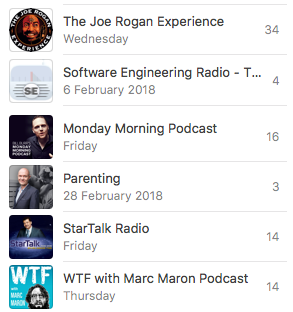 THE JOE ROGAN
EXPERIENCE
The Joe Rogan Experience
34
Wednesday
SE
Software Engineering Radio - T...
4
6 February 2018
BILL BURR'S
MONDAY
MORNING
PODCAST
Monday Morning Podcast
16
Friday
Parenting
3
28 February 2018
StarTalk
StarTalk Radio
14
Friday
WTF
with
MARC
MARON
WTF with Marc Maron Podcast
14
Thursday